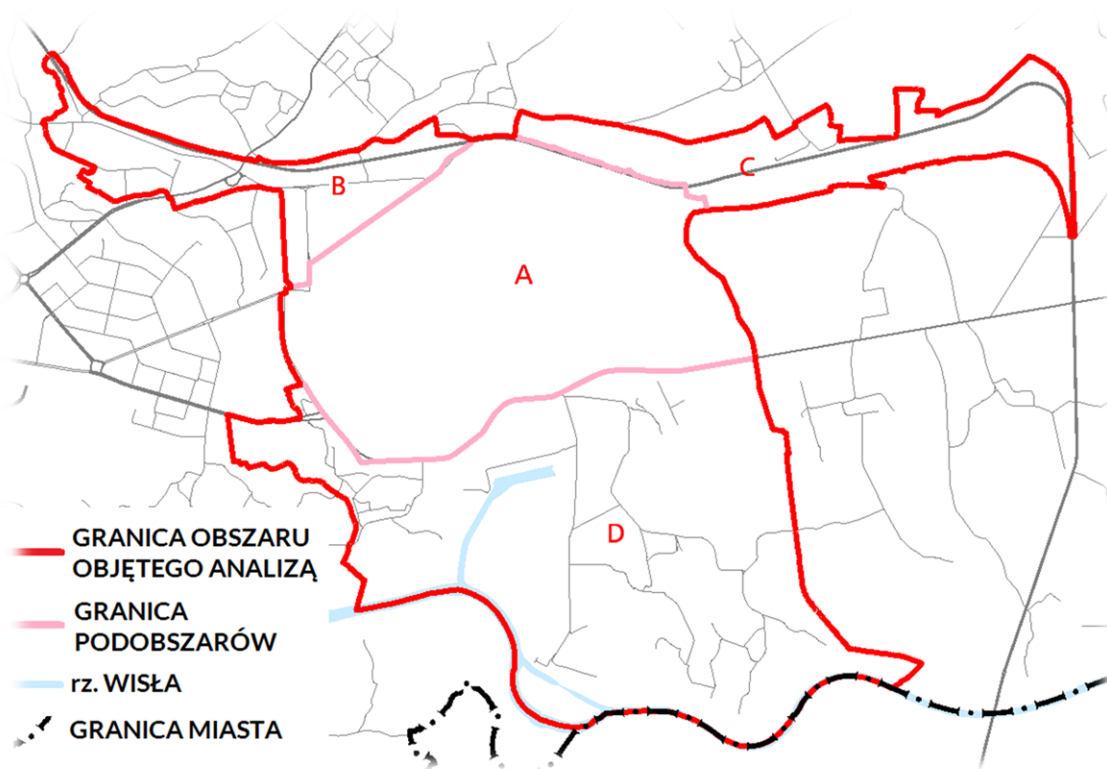 C
B
A
D
GRANICA OBSZARU
OBJĘTEGO ANALIZĄ
GRANICA
PODOBSZARÓW
rz. WISŁA
GRANICA MIASTA